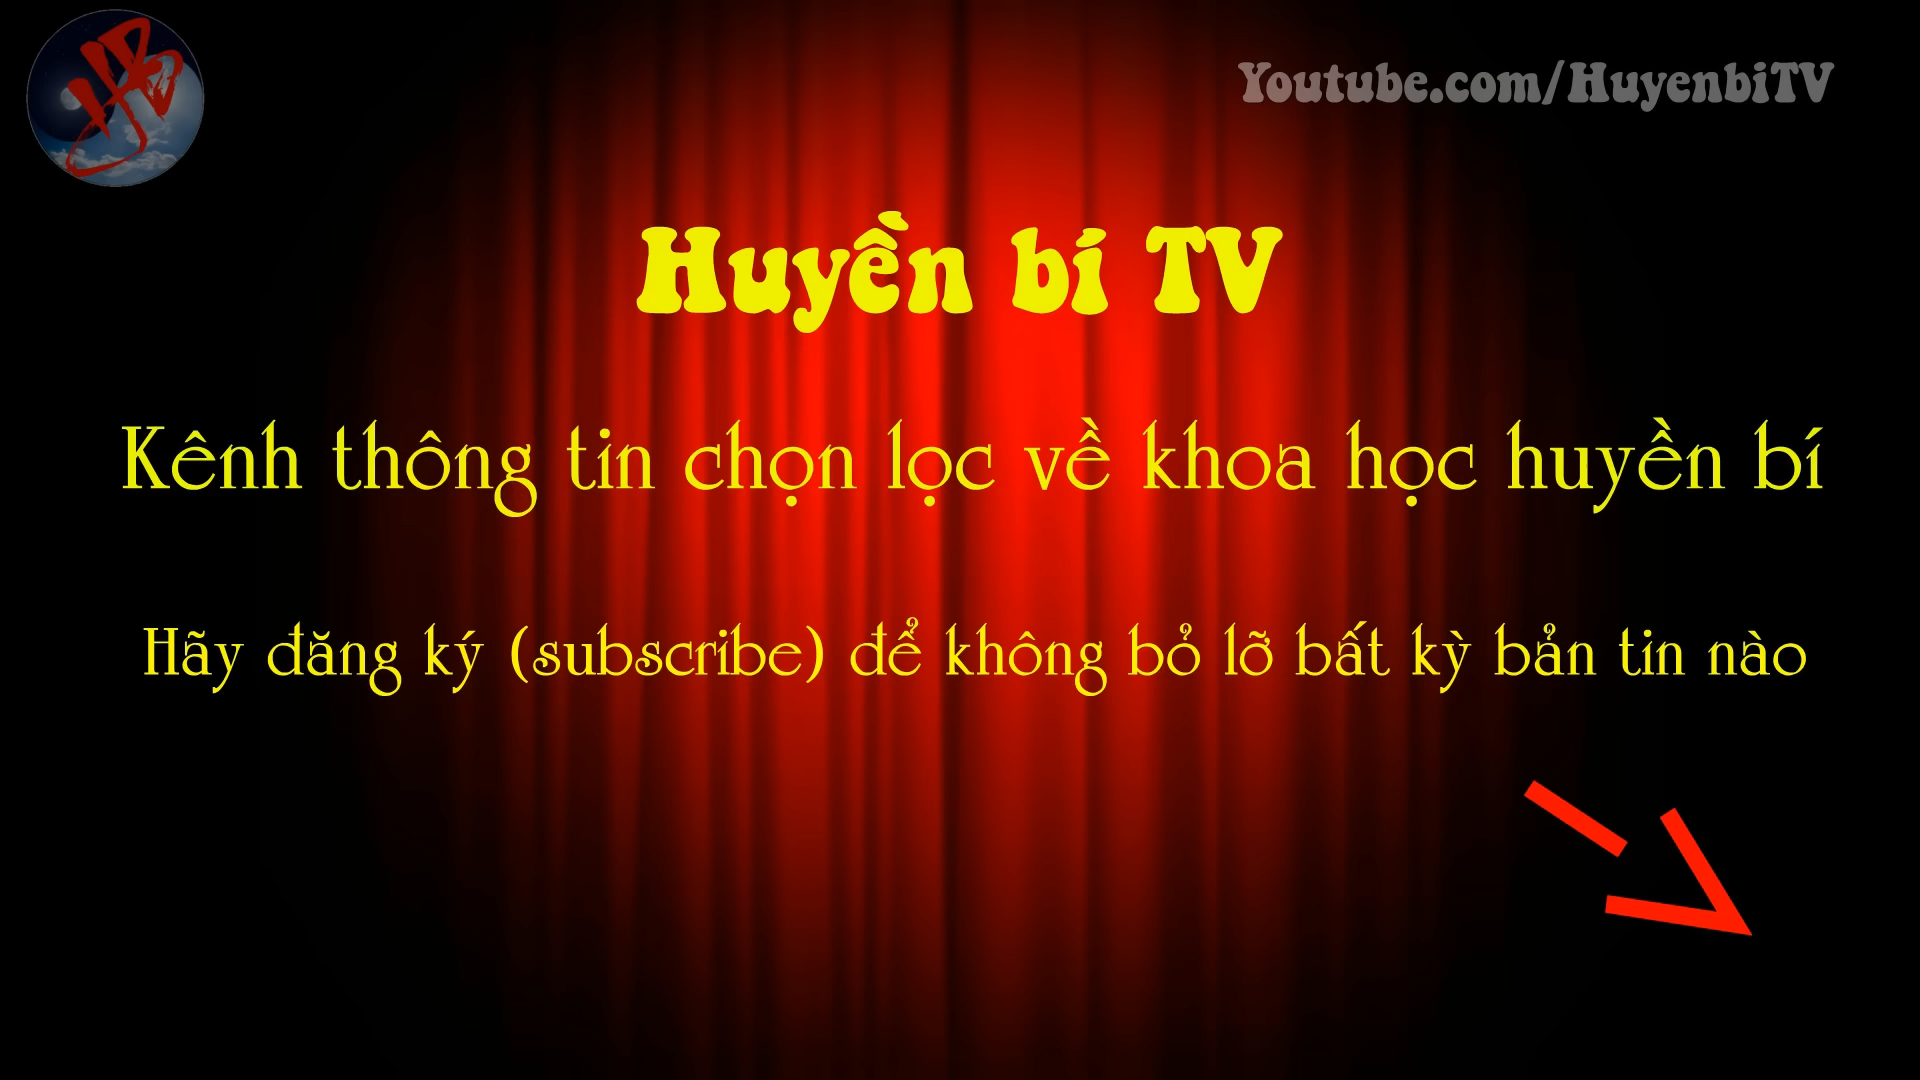 HB
Youtube.com/HuyenbiTV
Huyền bí TV
Kênh thông tin chọn lọc về khoa học huyền bí
Hãy đăng ký (subscribe) để không bỏ lỡ bất kỳ bản tin nào